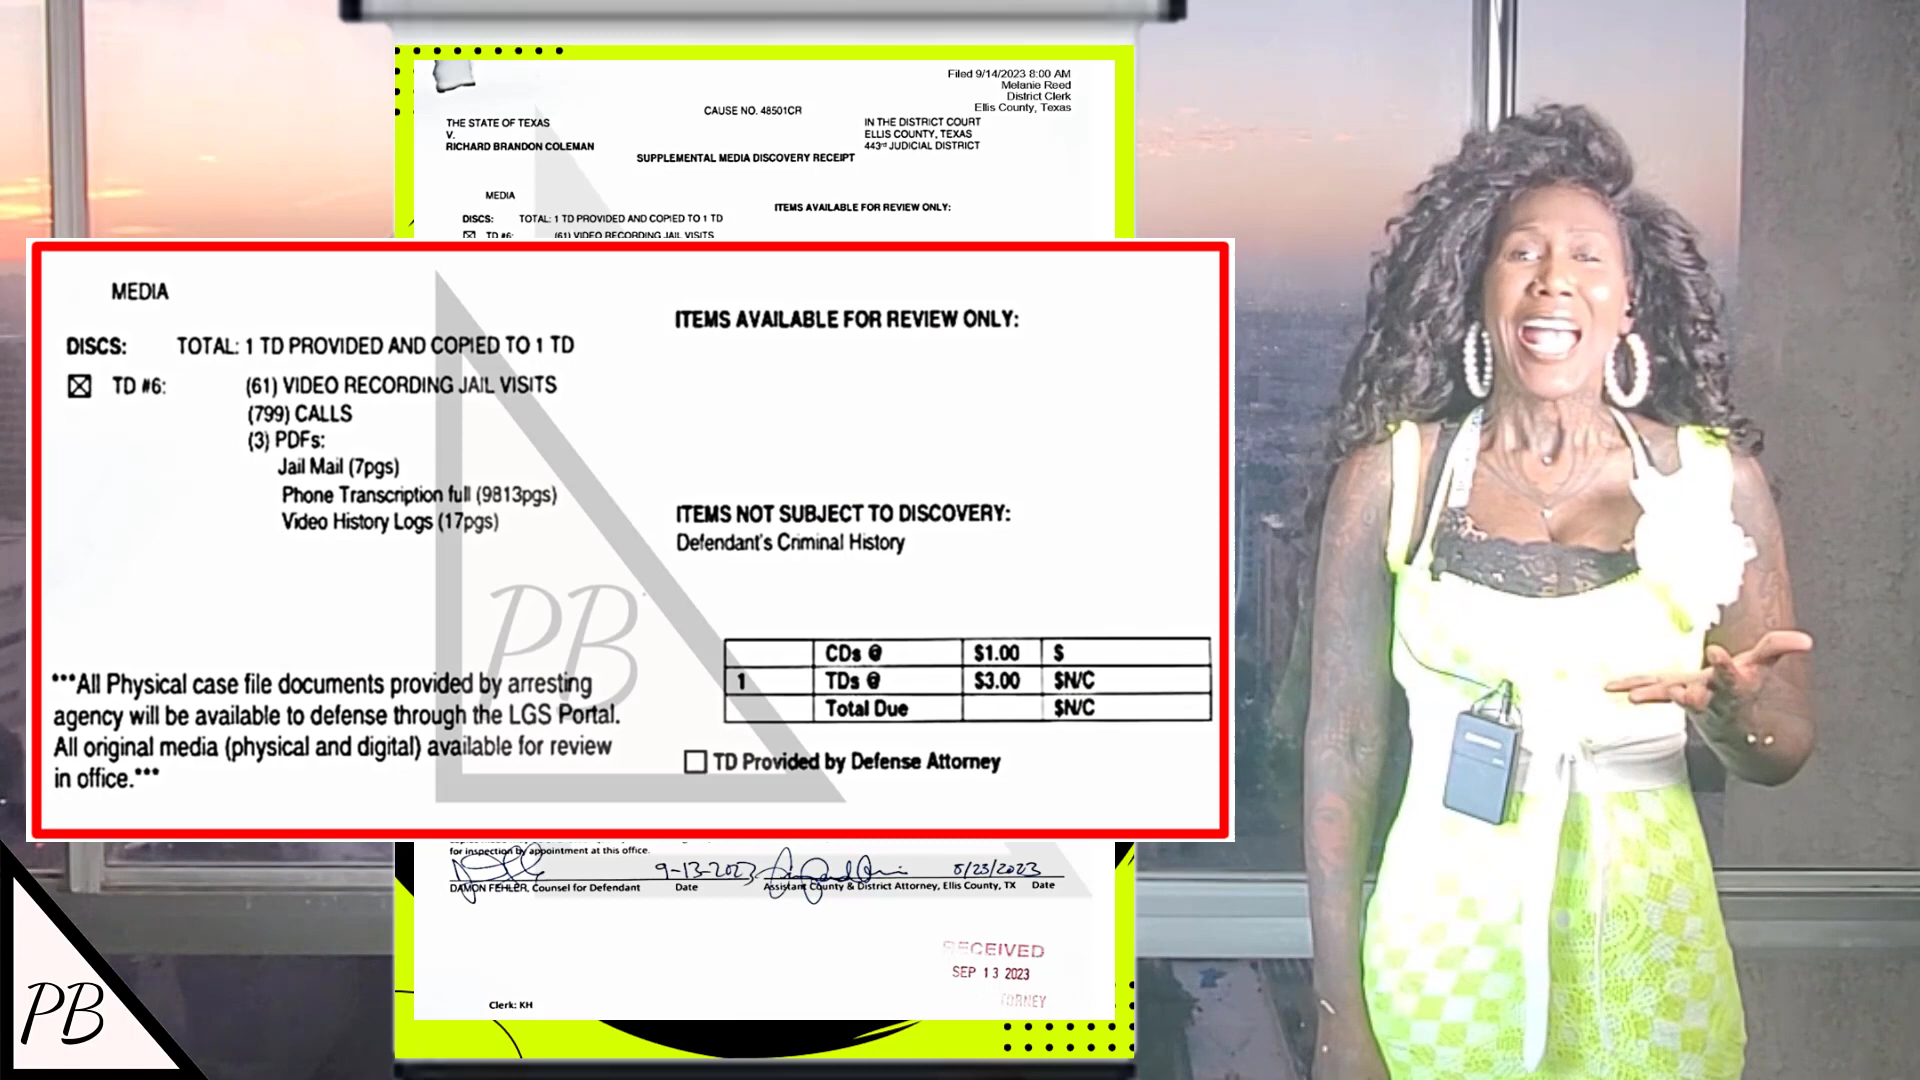 Filed 9/14/2023 8:00 AM
Melanie Reed
District Clerk
Ellis County, Texas
CAUSE NO. 48501CR
THE STATE OF TEXAS
V.
RICHARD BRANDON COLEMAN
IN THE DISTRICT COURT
ELLIS COUNTY, TEXAS
443rd JUDICIAL DISTRICT
SUPPLEMENTAL MEDIA DISCOVERY RECEIPT
MEDIA
ITEMS AVAILABLE FOR REVIEW ONLY:
DISCS: TOTAL: 1 TD PROVIDED AND COPIED TO 1 TD
TD #6: (61) VIDEO RECORDING JAIL VISITS
MEDIA
DISCS: TOTAL: 1 TD PROVIDED AND COPIED TO 1 TD
TD #6: (61) VIDEO RECORDING JAIL VISITS
(799) CALLS
(3) PDFs:
Jail Mail (7pgs)
Phone Transcription full (9813pgs)
Video History Logs (17pgs)
ITEMS AVAILABLE FOR REVIEW ONLY:
ITEMS NOT SUBJECT TO DISCOVERY:
Defendant's Criminal History
PB
CDs @ $1.00 $
1 TDs @ $3.00 $N/C
Total Due $N/C
***All Physical case file documents provided by arresting
agency will be available to defense through the LGS Portal.
All original media (physical and digital) available for review
in office.***
TD Provided by Defense Attorney
for inspection by appointment at this office.
9-13-2023
8/23/2023
DAMON FEHLER, Counsel for Defendant Date
Assistant County & District Attorney, Ellis County, TX Date
RECEIVED
SEP 13 2023
Clerk: KH
PB